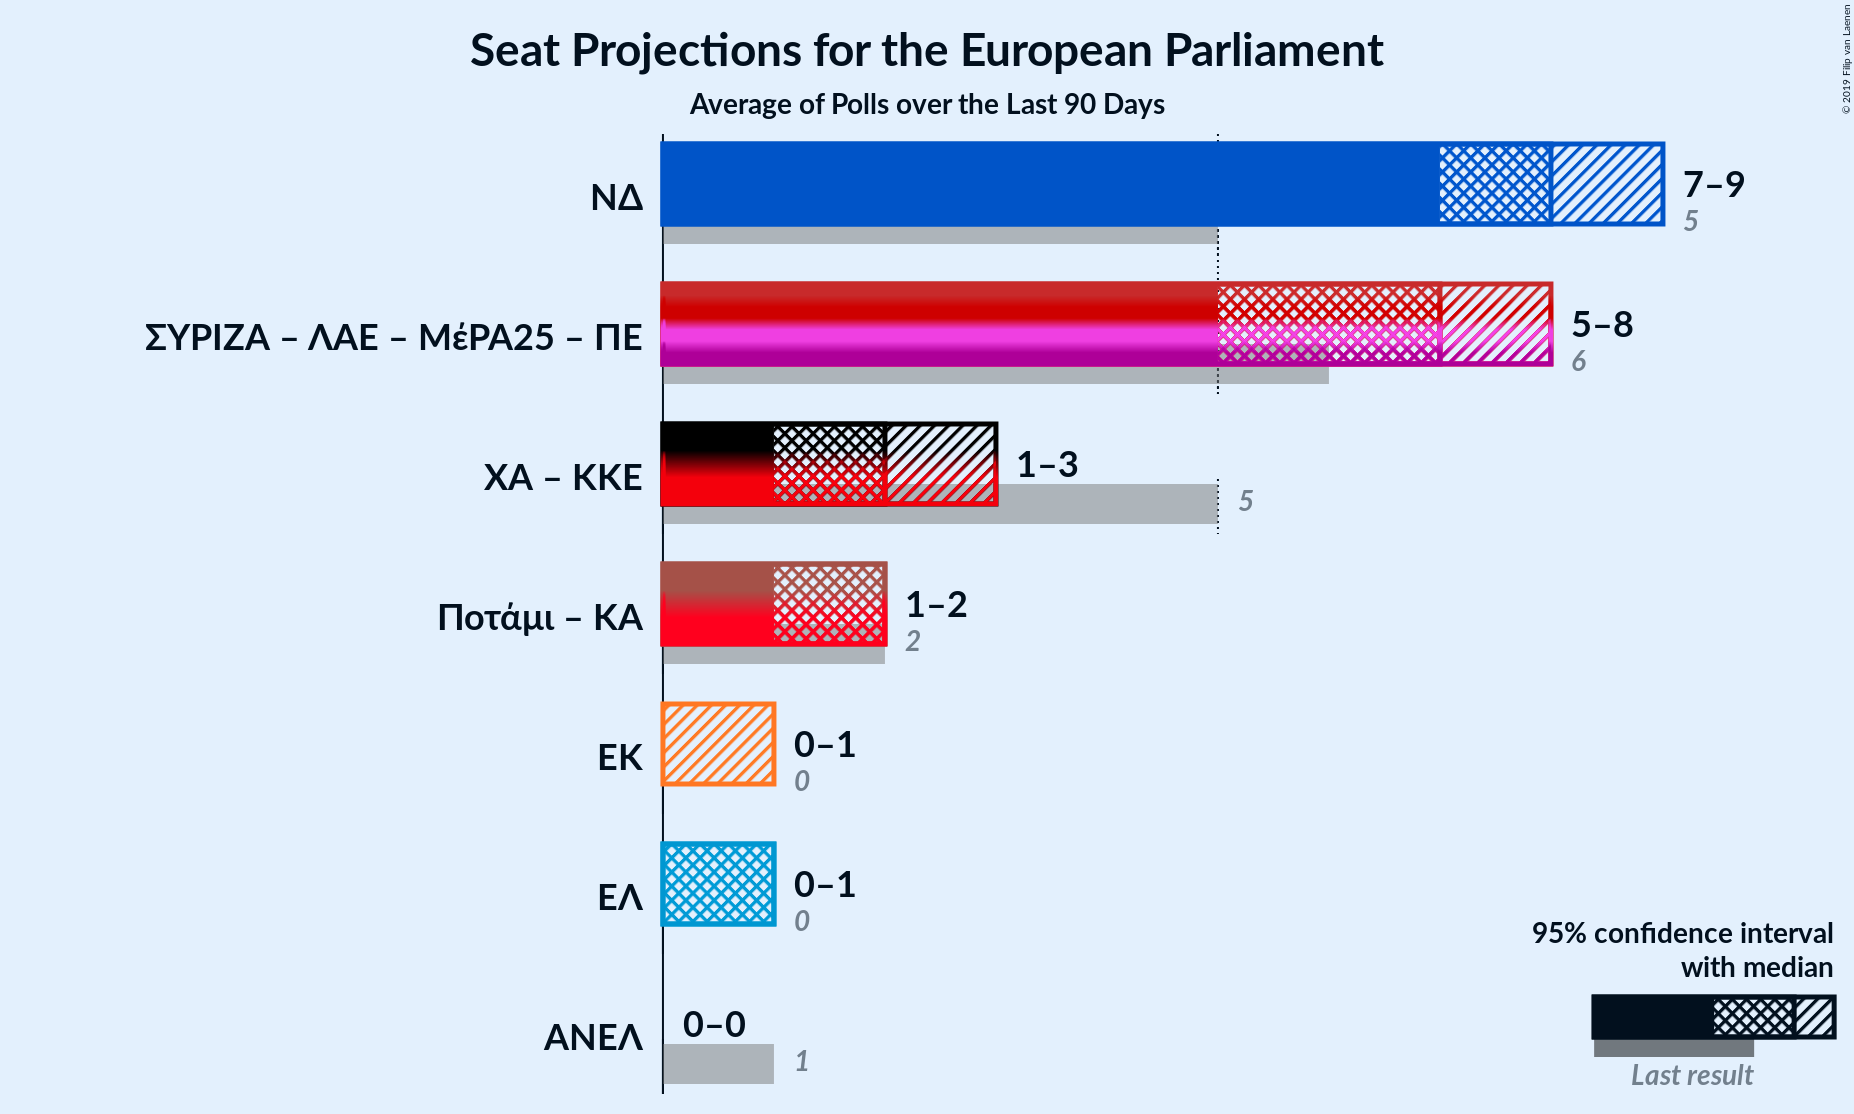 Seat Projections for the European Parliament
Average of Polls over the Last 90 Days
© 2019 Filip van Laenen
ΝΔ
7–9
5
ΣΥΡΙΖΑ – ΛΑΕ – ΜέΡΑ25 – ΠΕ
5–8
6
ΧΑ – ΚΚΕ
1–3
5
Ποτάμι – ΚΑ
1–2
2
ΕΚ
0–1
0
ΕΛ
0–1
0
ΑΝΕΛ
0–0
1
95% confidence interval
with median
Last result